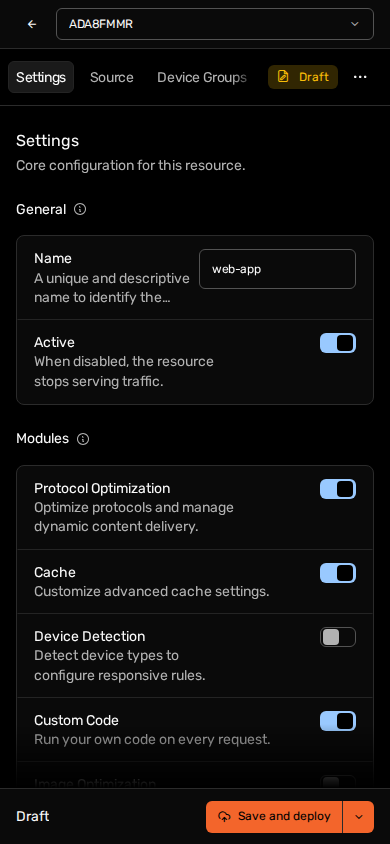 ADA8FMMR
Settings Source Device Groups Draft
Settings
Core configuration for this resource.
General
Name
A unique and descriptive
name to identify the…
web-app
Active
When disabled, the resource
stops serving traffic.
Modules
Protocol Optimization
Optimize protocols and manage
dynamic content delivery.
Cache
Customize advanced cache settings.
Device Detection
Detect device types to
configure responsive rules.
Custom Code
Run your own code on every request.
Image Optimization
Draft
Save and deploy